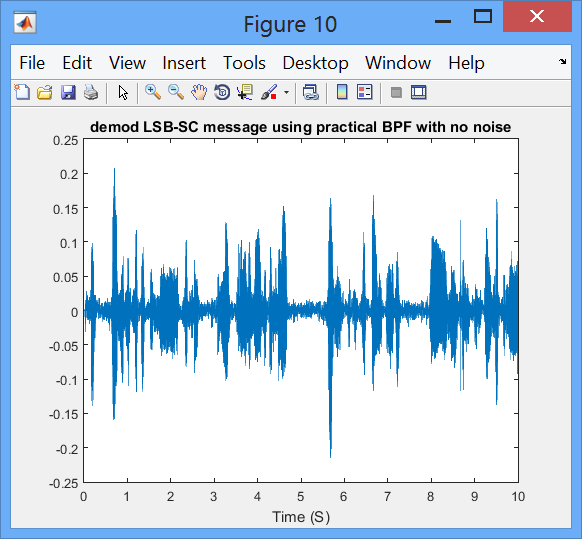 Figure 10
File Edit View Insert Tools Desktop Window Help
demod LSB-SC message using practical BPF with no noise
0.25
0.2
0.15
0.1
0.05
0
-0.05
-0.1
-0.15
-0.2
-0.25
0 1 2 3 4 5 6 7 8 9 10
Time (S)